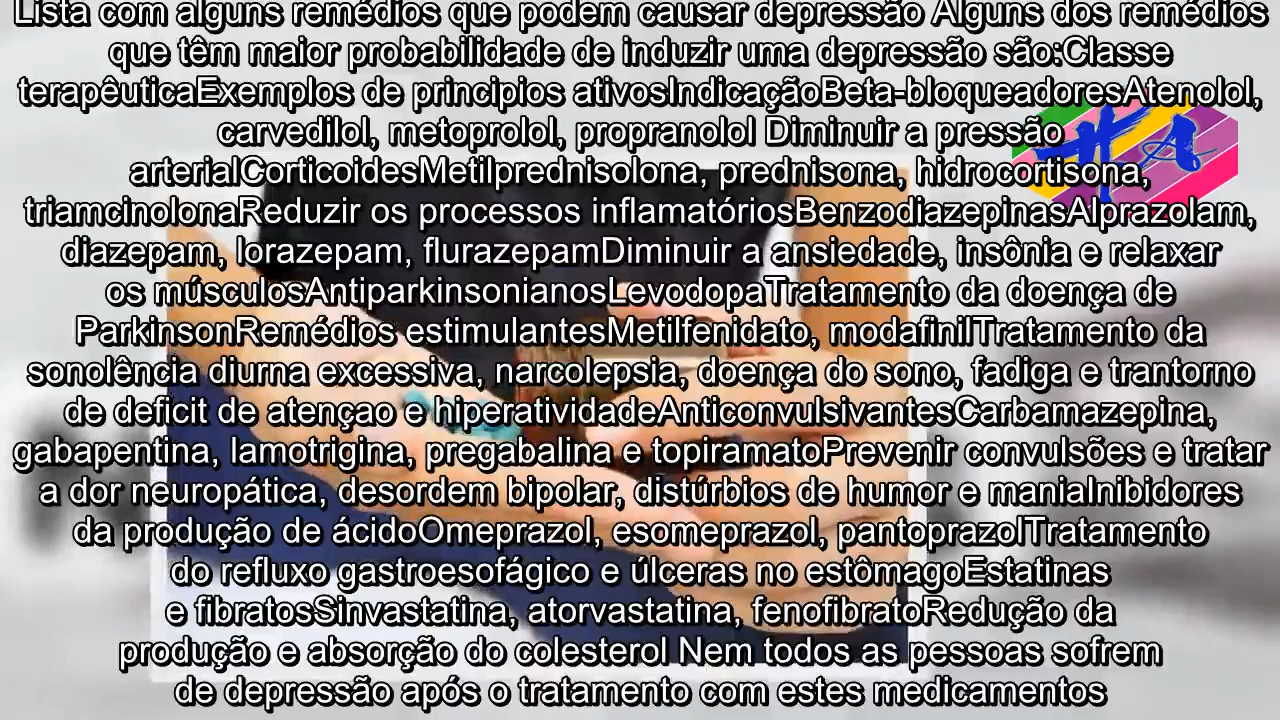 Lista com alguns remédios que podem causar depressão Alguns dos remédios
que têm maior probabilidade de induzir uma depressão são:Classe
terapêuticaExemplos de principios ativosIndicaçãoBeta-bloqueadoresAtenolol,
carvedilol, metoprolol, propranolol Diminuir a pressão
arterialCorticoidesMetilprednisolona, prednisona, hidrocortisona,
triamcinolonaReduzir os processos inflamatóriosBenzodiazepinasAlprazolam,
diazepam, lorazepam, flurazepamDiminuir a ansiedade, insônia e relaxar
os músculosAntiparkinsonianosLevodopaTratamento da doença de
ParkinsonRemédios estimulantesMetilfenidato, modafinilTratamento da
sonolência diurna excessiva, narcolepsia, doença do sono, fadiga e trantorno
de deficit de atençao e hiperatividadeAnticonvulsivantesCarbamazepina,
gabapentina, lamotrigina, pregabalina e topiramatoPrevenir convulsões e tratar
a dor neuropática, desordem bipolar, distúrbios de humor e maniaInibidores
da produção de ácidoOmeprazol, esomeprazol, pantoprazolTratamento
do refluxo gastroesofágico e úlceras no estômagoEstatinas
e fibratosSinvastatina, atorvastatina, fenofibratoRedução da
produção e absorção do colesterol Nem todos as pessoas sofrem
de depressão após o tratamento com estes medicamentos
HA